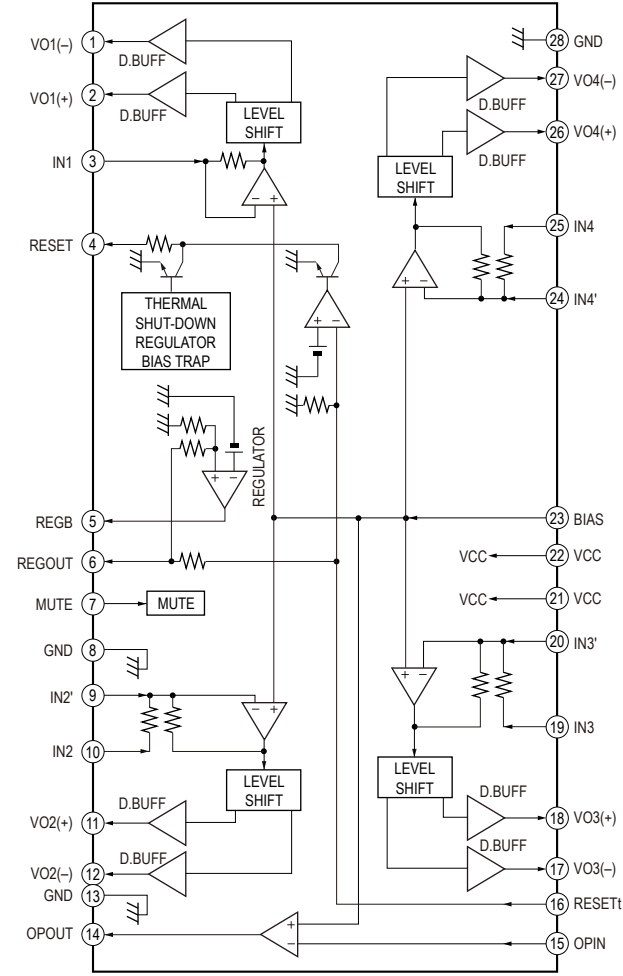 VO1(–) 1
D.BUFF
VO1(+) 2
D.BUFF
LEVEL
SHIFT
IN1 3
– +
RESET 4
THERMAL
SHUT-DOWN
REGULATOR
BIAS TRAP
+ –
REGULATOR
+ –
REGB 5
REGOUT 6
MUTE 7
MUTE
GND 8
IN2' 9
– +
IN2 10
LEVEL
SHIFT
D.BUFF
VO2(+) 11
D.BUFF
VO2(–) 12
GND 13
OPOUT 14
+
–
28 GND
27 VO4(–)
D.BUFF
26 VO4(+)
D.BUFF
LEVEL
SHIFT
25 IN4
+ –
24 IN4'
23 BIAS
VCC 22 VCC
VCC 21 VCC
20 IN3'
+ –
19 IN3
LEVEL
SHIFT
D.BUFF
18 VO3(+)
D.BUFF
17 VO3(–)
16 RESETt
15 OPIN